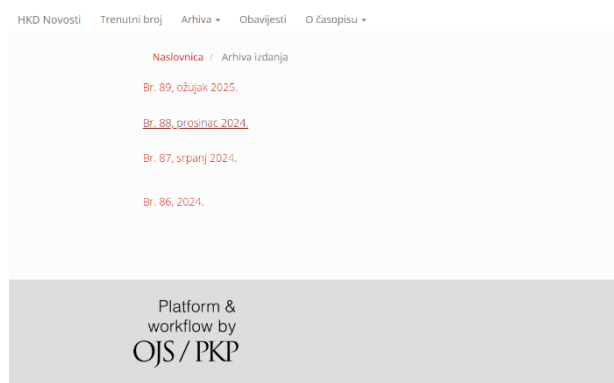 HKD Novosti Trenutni broj Arhiva Obavijesti O časopisu
Naslovnica / Arhiva izdanja
Br. 89, ožujak 2025.
Br. 88, prosinac 2024.
Br. 87, srpanj 2024.
Br. 86, 2024.
Platform &
workflow by
OJS / PKP